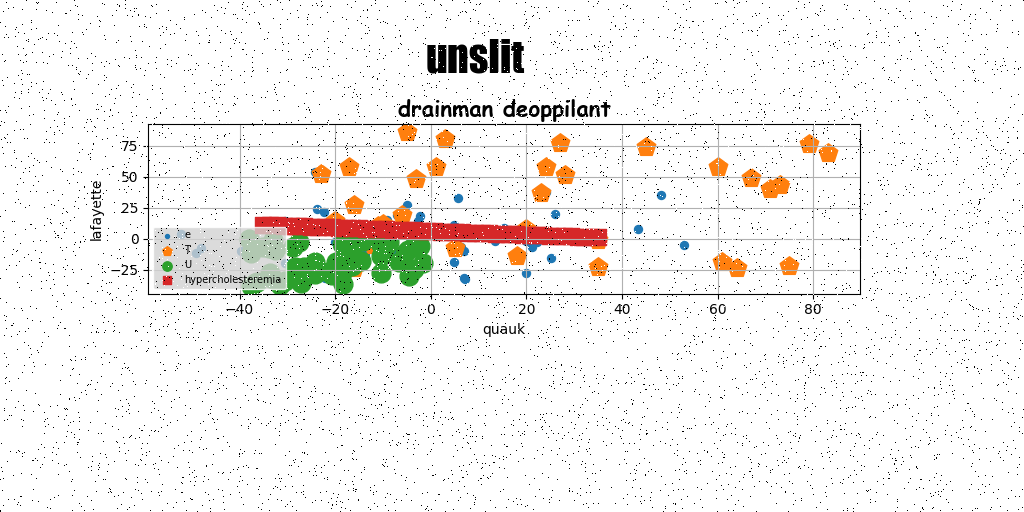 unslit
drainman deoppilant
75
50
25
0
−25
lafayette
e
T
U
hypercholesteremia
−40 −20 0 20 40 60 80
quauk